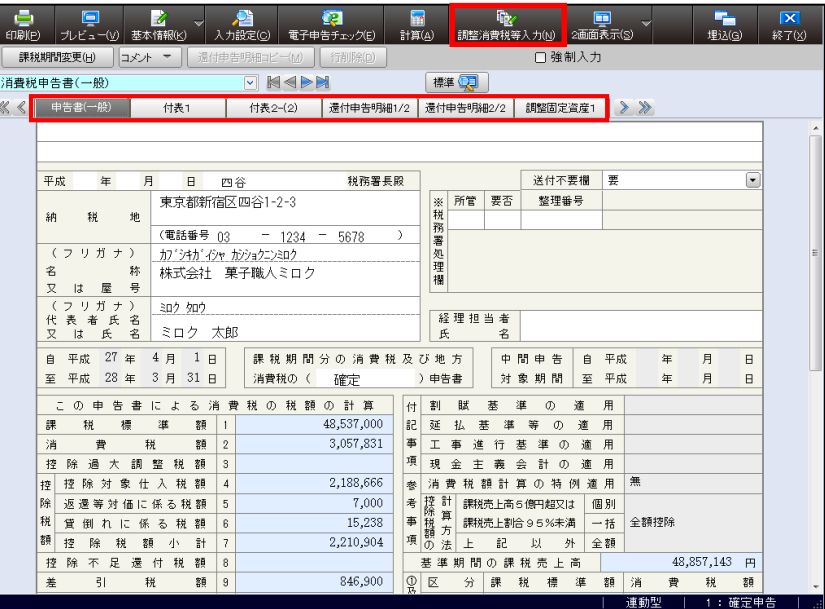 印刷(P) プレビュー(V) 基本情報(K) 入力設定(C) 電子申告チェック(E) 計算(A) 調整消費税等入力(N) 2画面表示(S) 埋込(G) 終了(X)
課税期間変更(H) コメント 還付申告明細コピー(M) 行削除(D) 強制入力
消費税申告書(一般) 標準
申告書(一般) 付表1 付表2-(2) 還付申告明細1/2 還付申告明細2/2 調整固定資産1
平成 年 月 日 四谷 税務署長殿
送付不要欄 要
納税地
東京都新宿区四谷1-2-3
(電話番号 03 - 1234 - 5678 )
※税務署処理欄
所管 要否 整理番号
(フリガナ) カブシキガイシャ カシショクニンミロク
名称又は屋号 株式会社 菓子職人ミロク
(フリガナ) ミロク タロウ
代表者氏名又は氏名 ミロク 太郎
経理担当者氏名
自 平成 27 年 4 月 1 日
至 平成 28 年 3 月 31 日
課税期間分の消費税及び地方
消費税の( 確定 )申告書
中間申告 自 平成 年 月 日
対象期間 至 平成 年 月 日
この申告書による消費税の税額の計算
課税標準額 1 48,537,000
消費税額 2 3,057,831
控除過大調整税額 3
控除税額
控除対象仕入税額 4 2,188,666
返還等対価に係る税額 5 7,000
貸倒れに係る税額 6 15,238
控除税額小計 7 2,210,904
控除不足還付税額 8
差引税額 9 846,900
付記事項
割賦基準の適用
延払基準等の適用
工事進行基準の適用
現金主義会計の適用
参考事項
消費税額計算の特例適用 無
控除税額の計算方法
課税売上高5億円超又は 個別
課税売上割合95%未満 一括 全額控除
上記以外 全額
基準期間の課税売上高 48,857,143 円
①及 区分 課税標準額 消費税額
連動型 1:確定申告